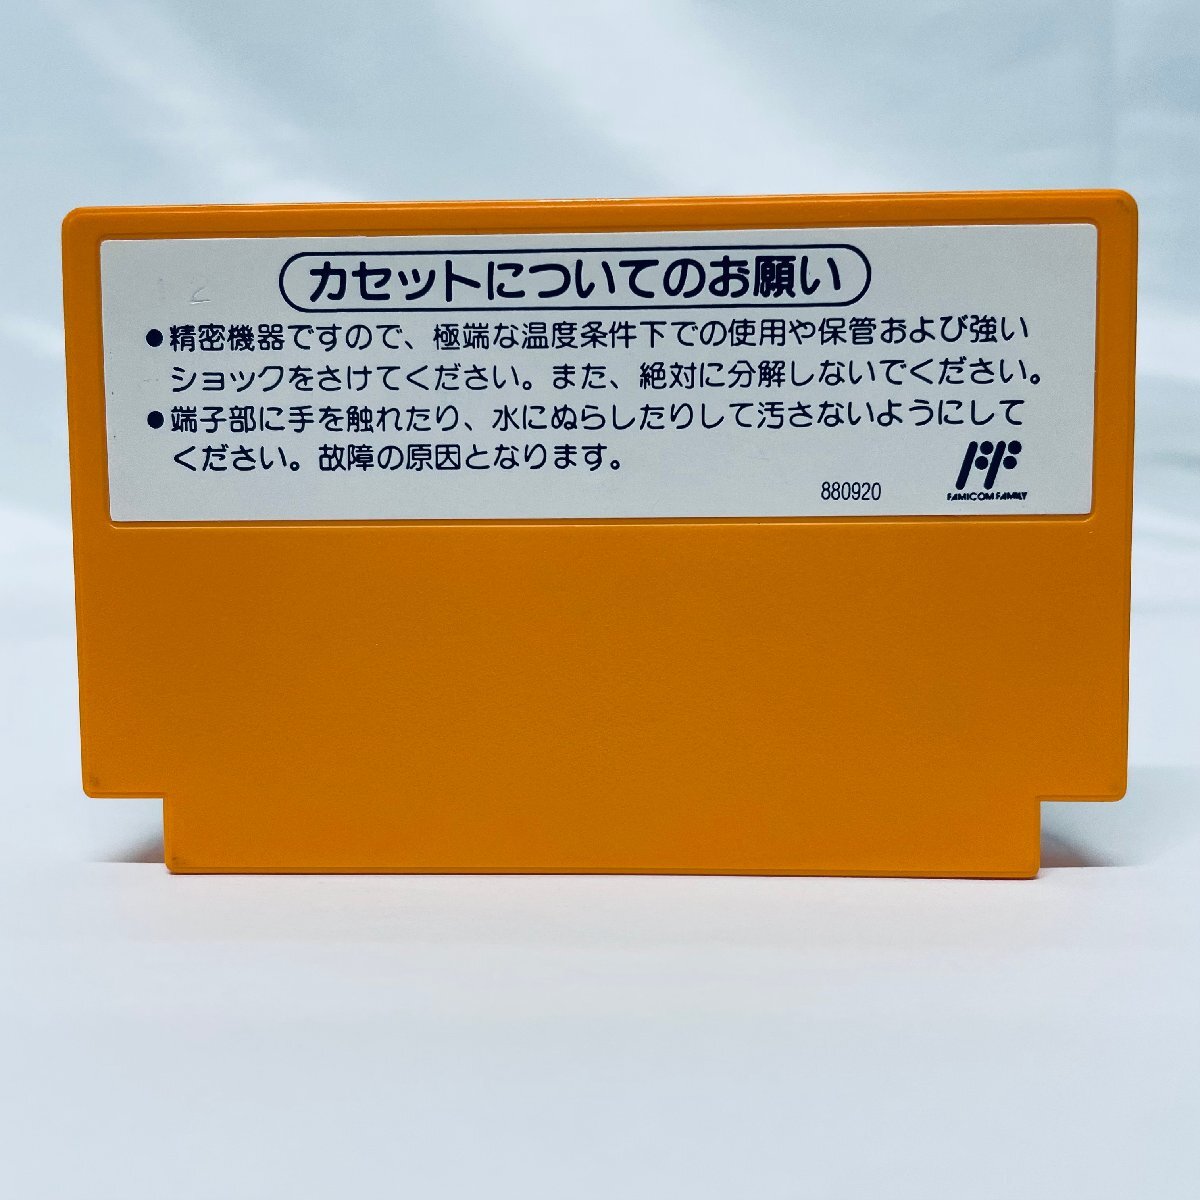 カセットについてのお願い
●精密機器ですので、極端な温度条件下での使用や保管および強い
ショックをさけてください。また、絶対に分解しないでください。
●端子部に手を触れたり、水にぬらしたりして汚さないようにして
ください。故障の原因となります。
880920
FAMICOM FAMILY